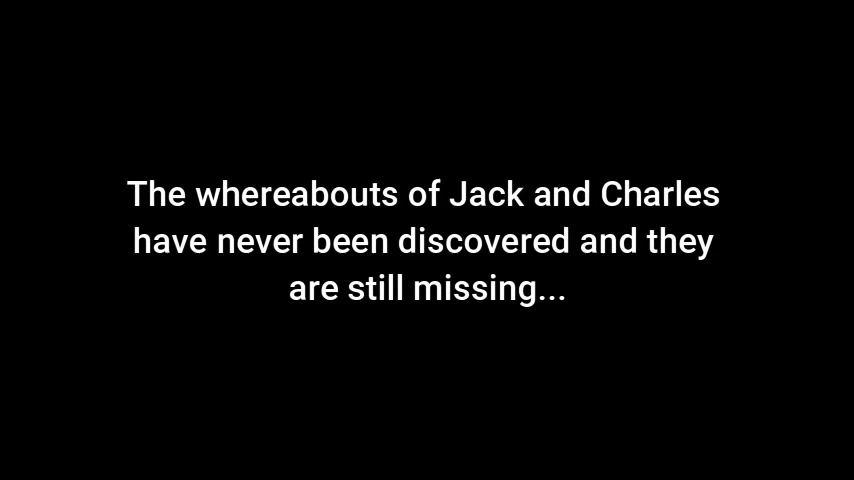 The whereabouts of Jack and Charles
have never been discovered and they
are still missing...